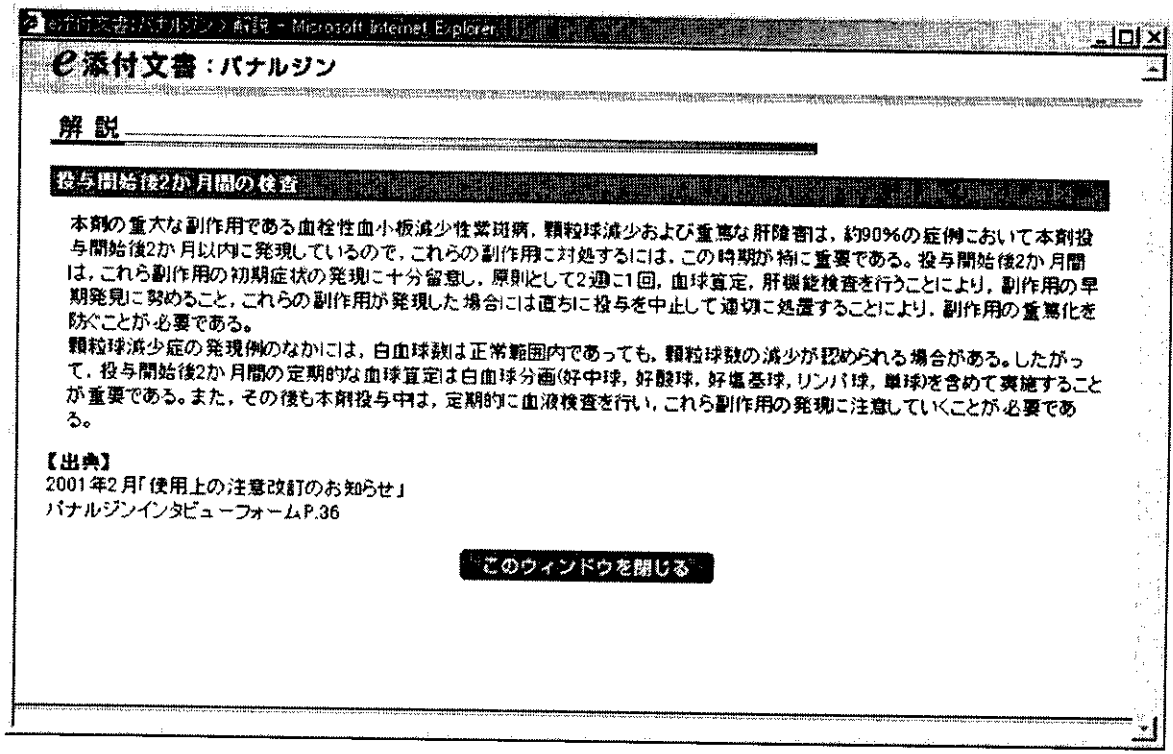 e添付文書:パナルジン > 解説 - Microsoft Internet Explorer
e添付文書：パナルジン
解 説
投与開始後2か月間の検査
本剤の重大な副作用である血栓性血小板減少性紫斑病，顆粒球減少および重篤な肝障害は，約90%の症例において本剤投
与開始後2か月以内に発現しているので，これらの副作用に対処するには，この時期が特に重要である。投与開始後2か月間
は，これら副作用の初期症状の発現に十分留意し，原則として2週に1回，血球算定，肝機能検査を行うことにより，副作用の早
期発見に努めること，これらの副作用が発現した場合には直ちに投与を中止して適切に処置することにより，副作用の重篤化を
防ぐことが必要である。
顆粒球減少症の発現例のなかには，白血球数は正常範囲内であっても，顆粒球数の減少が認められる場合がある。したがっ
て，投与開始後2か月間の定期的な血球算定は白血球分画(好中球，好酸球，好塩基球，リンパ球，単球)を含めて実施すること
が重要である。また，その後も本剤投与中は，定期的に血液検査を行い，これら副作用の発現に注意していくことが必要であ
る。
【出典】
2001年2月「使用上の注意改訂のお知らせ」
パナルジンインタビューフォームP.36
このウィンドウを閉じる